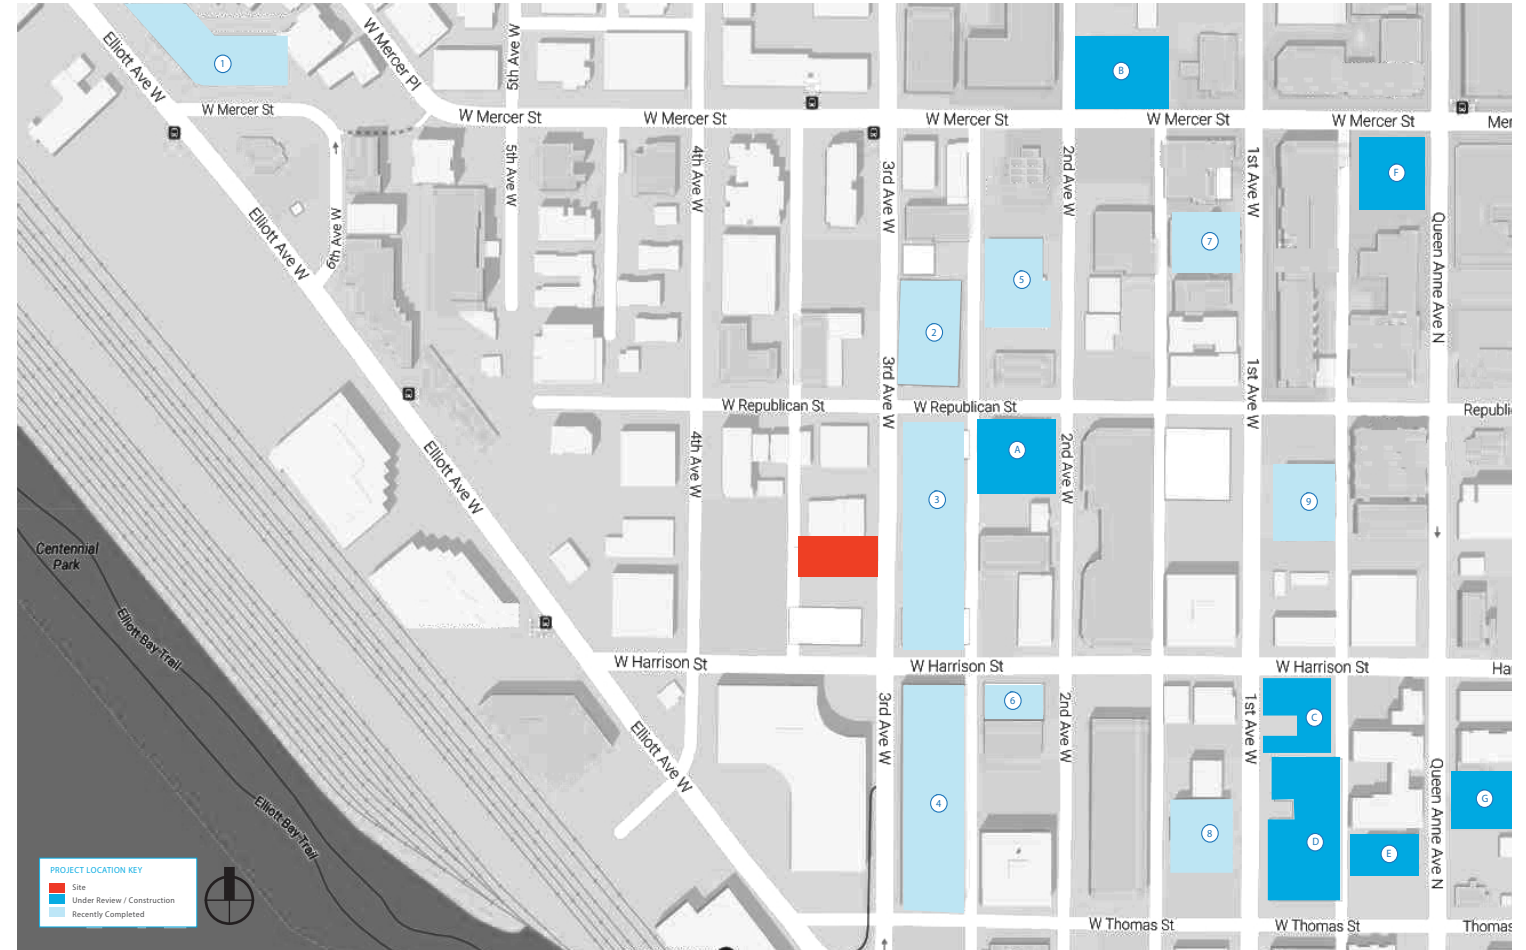 Elliott Ave W
W Mercer Pl
5th Ave W
1
B
W Mercer St
W Mercer St
W Mercer St
W Mercer St
W Mercer St
W Mercer St
Mer
5th Ave W
4th Ave W
3rd Ave W
2nd Ave W
1st Ave W
F
6th Ave W
Elliott Ave W
7
5
2
Queen Anne Ave N
3rd Ave W
1st Ave W
W Republican St
W Republican St
Republi
4th Ave W
2nd Ave W
Elliott Ave W
A
3
9
Centennial
Park
Elliott Bay Trail
W Harrison St
W Harrison St
W Harrison St
Ha
3rd Ave W
6
2nd Ave W
1st Ave W
C
Elliott Ave W
Queen Anne Ave N
G
4
8
D
E
Elliott Bay Trail
PROJECT LOCATION KEY
Site
Under Review / Construction
Recently Completed
W Thomas St
W Thomas St
Thomas